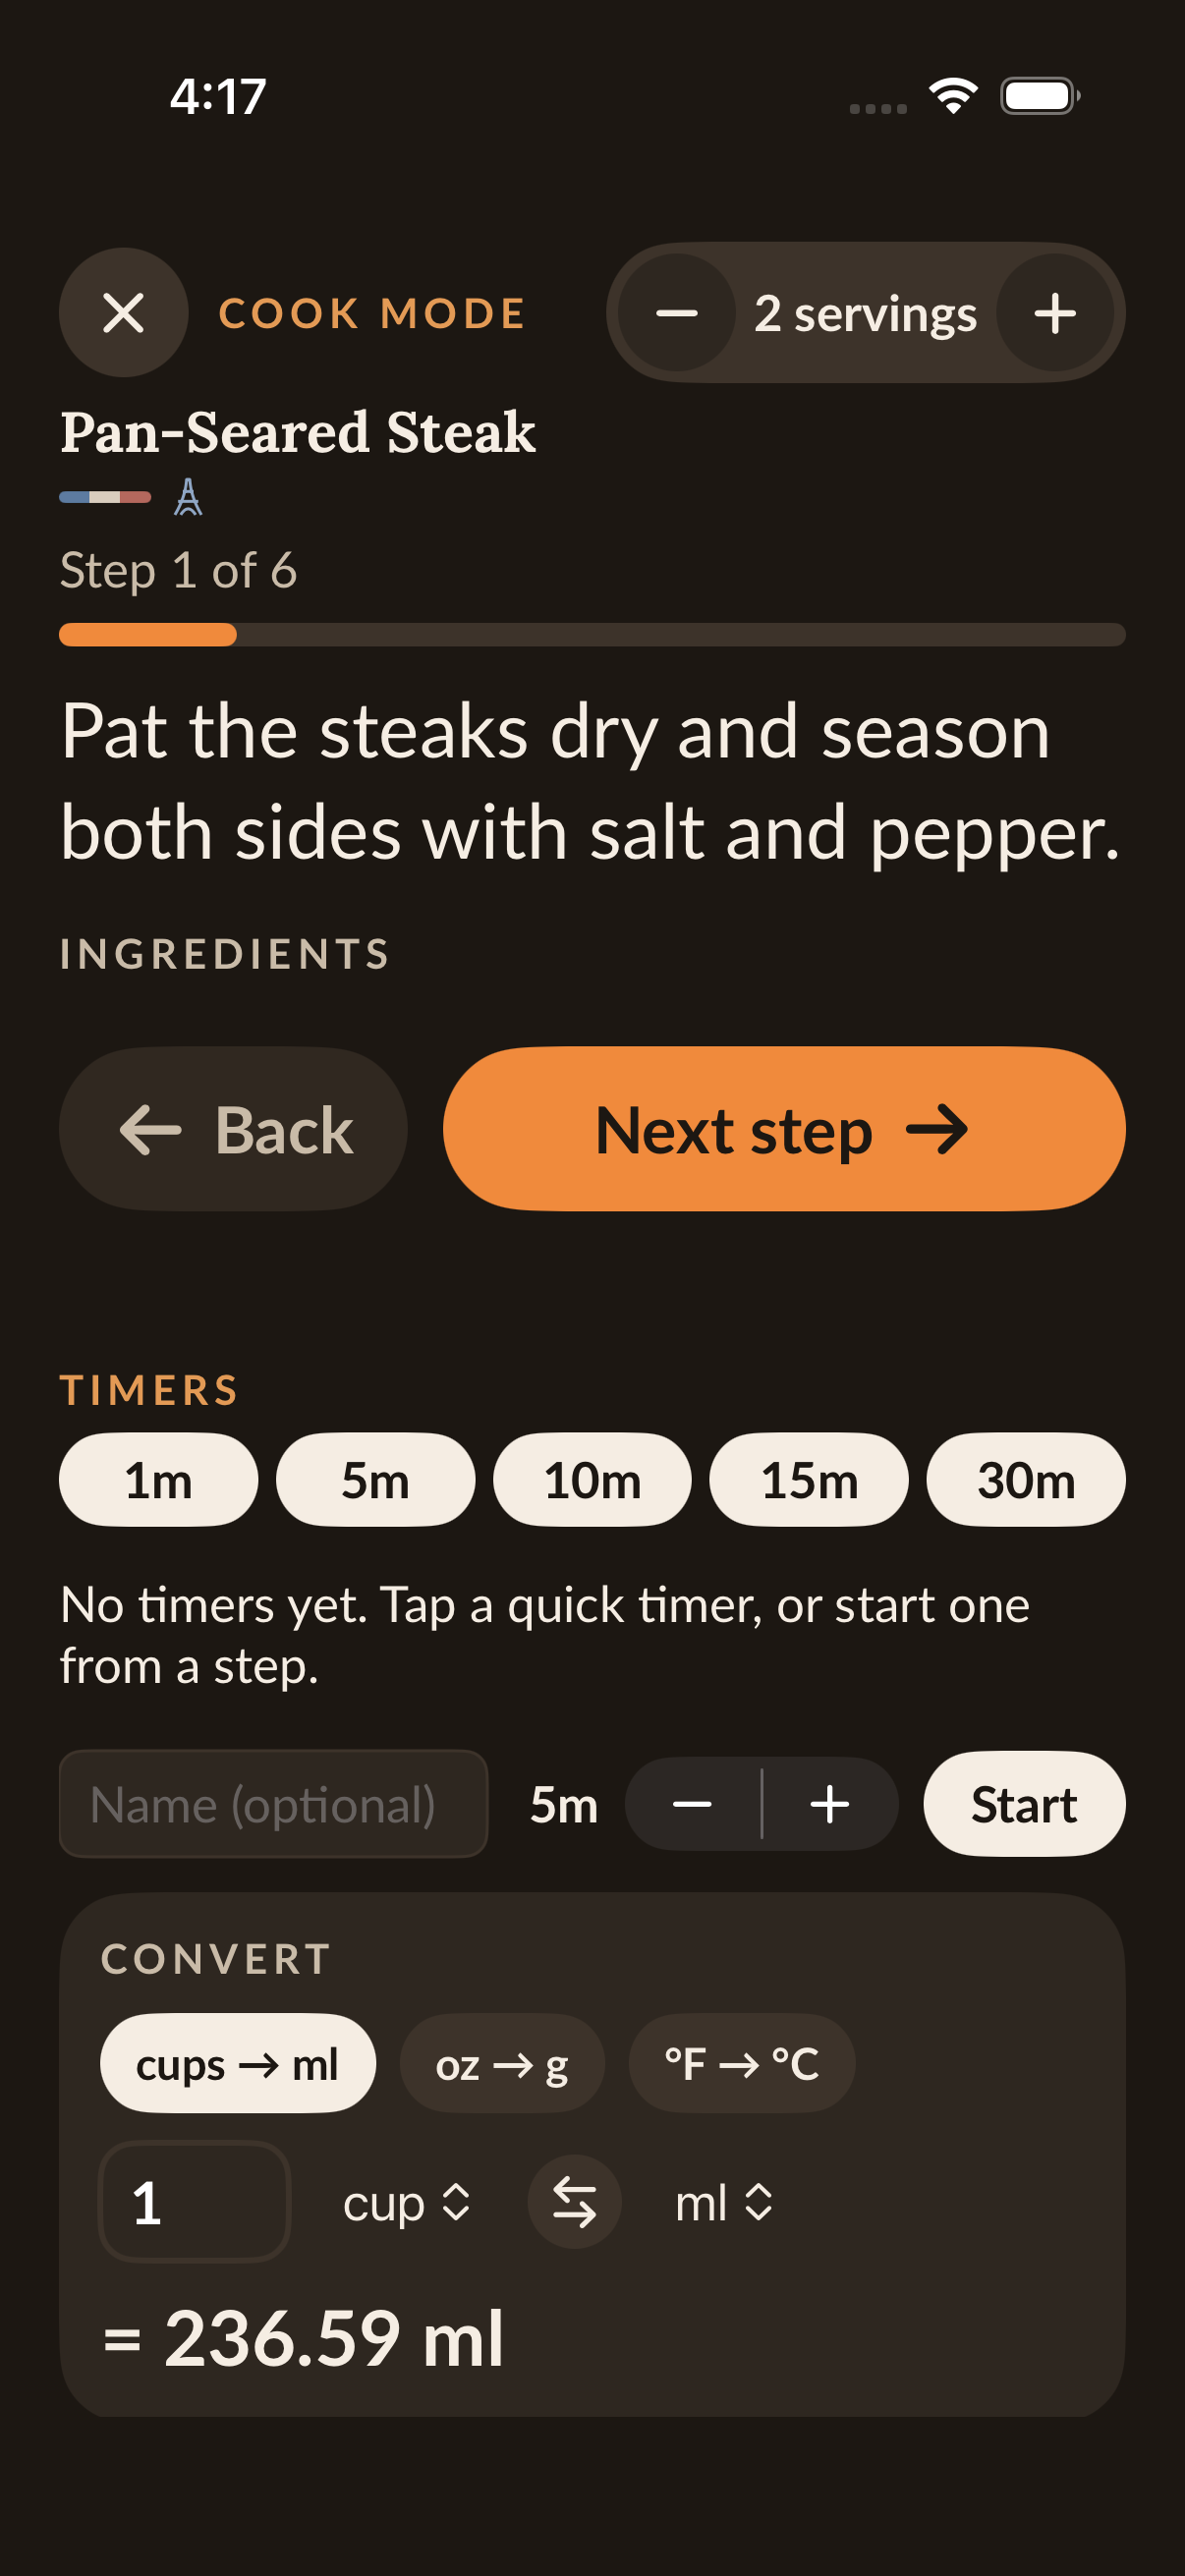 4:17
COOK MODE
2 servings
Pan-Seared Steak
Step 1 of 6
Pat the steaks dry and season
both sides with salt and pepper.
INGREDIENTS
← Back
Next step →
TIMERS
1m 5m 10m 15m 30m
No timers yet. Tap a quick timer, or start one
from a step.
Name (optional) 5m − + Start
CONVERT
cups → ml oz → g °F → °C
1 cup ml
= 236.59 ml